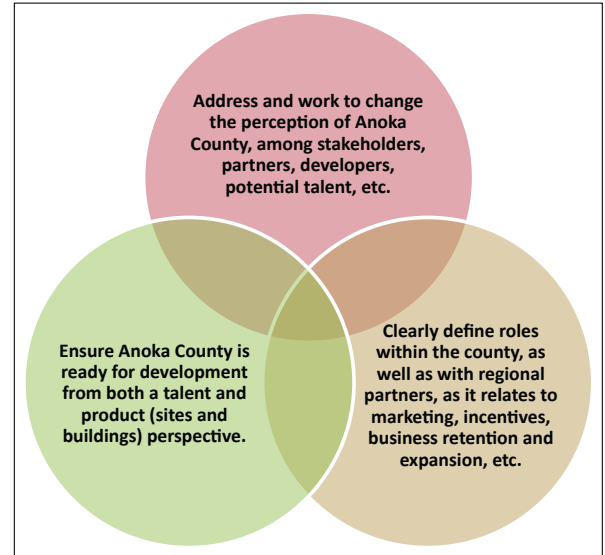 Address and work to change
the perception of Anoka
County, among stakeholders,
partners, developers,
potential talent, etc.
Ensure Anoka County is
ready for development
from both a talent and
product (sites and
buildings) perspective.
Clearly define roles
within the county, as
well as with regional
partners, as it relates to
marketing, incentives,
business retention and
expansion, etc.